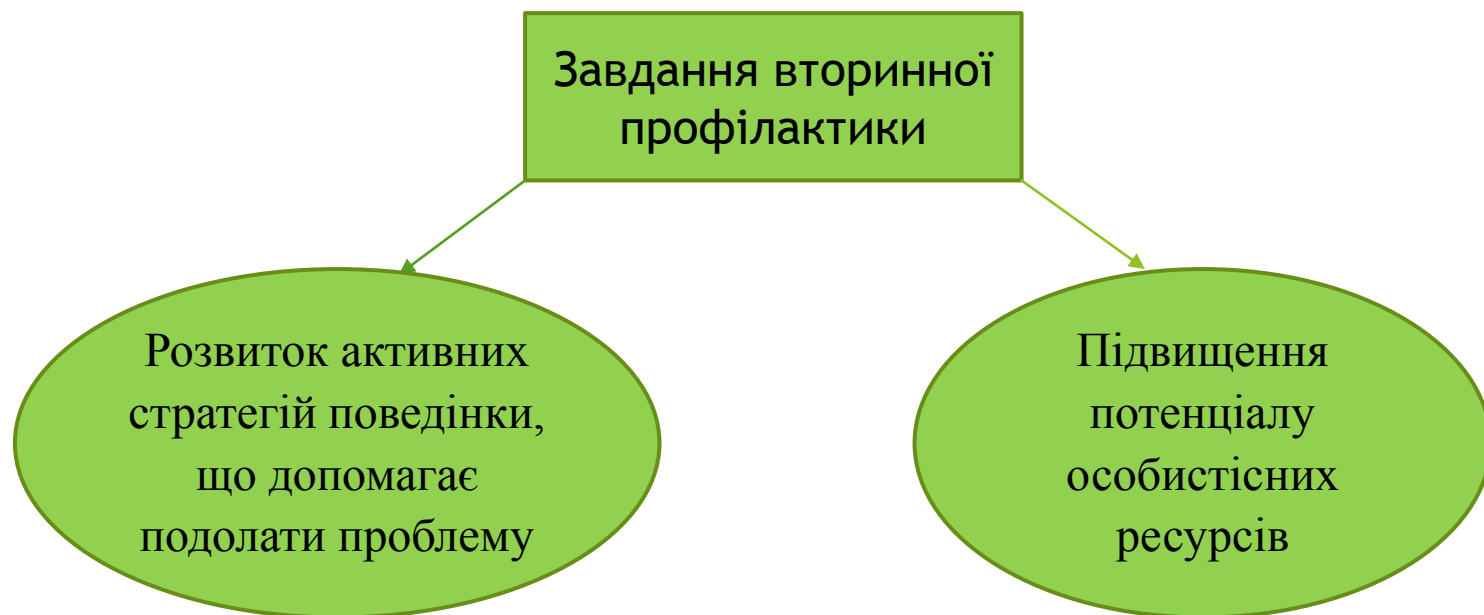 Завдання вторинної
профілактики
Розвиток активних
стратегій поведінки,
що допомагає
подолати проблему
Підвищення
потенціалу
особистісних
ресурсів